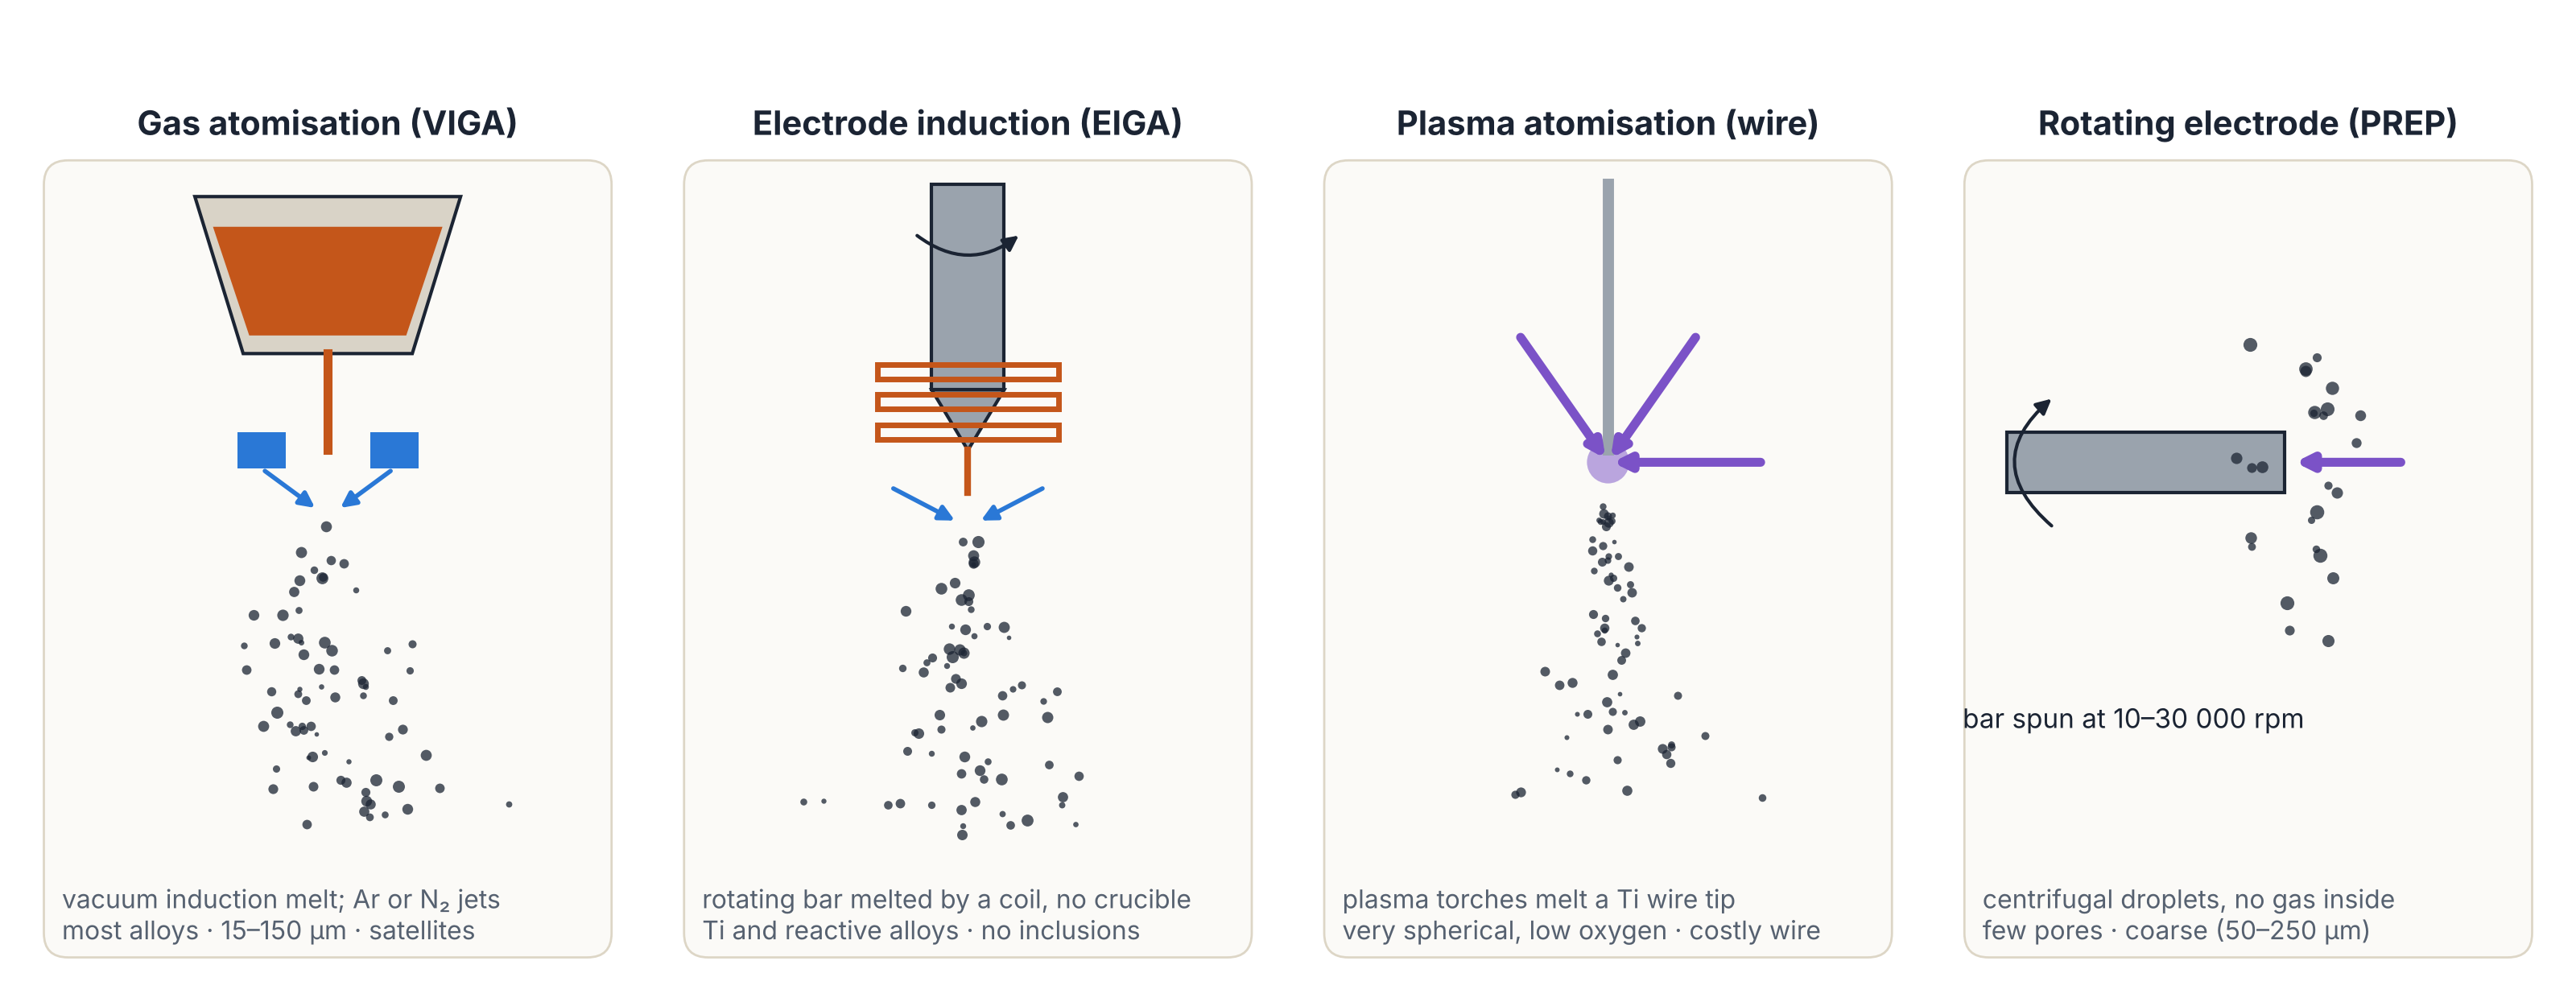 Gas atomisation (VIGA)
vacuum induction melt; Ar or N₂ jets
most alloys · 15–150 µm · satellites
Electrode induction (EIGA)
rotating bar melted by a coil, no crucible
Ti and reactive alloys · no inclusions
Plasma atomisation (wire)
plasma torches melt a Ti wire tip
very spherical, low oxygen · costly wire
Rotating electrode (PREP)
bar spun at 10–30 000 rpm
centrifugal droplets, no gas inside
few pores · coarse (50–250 µm)